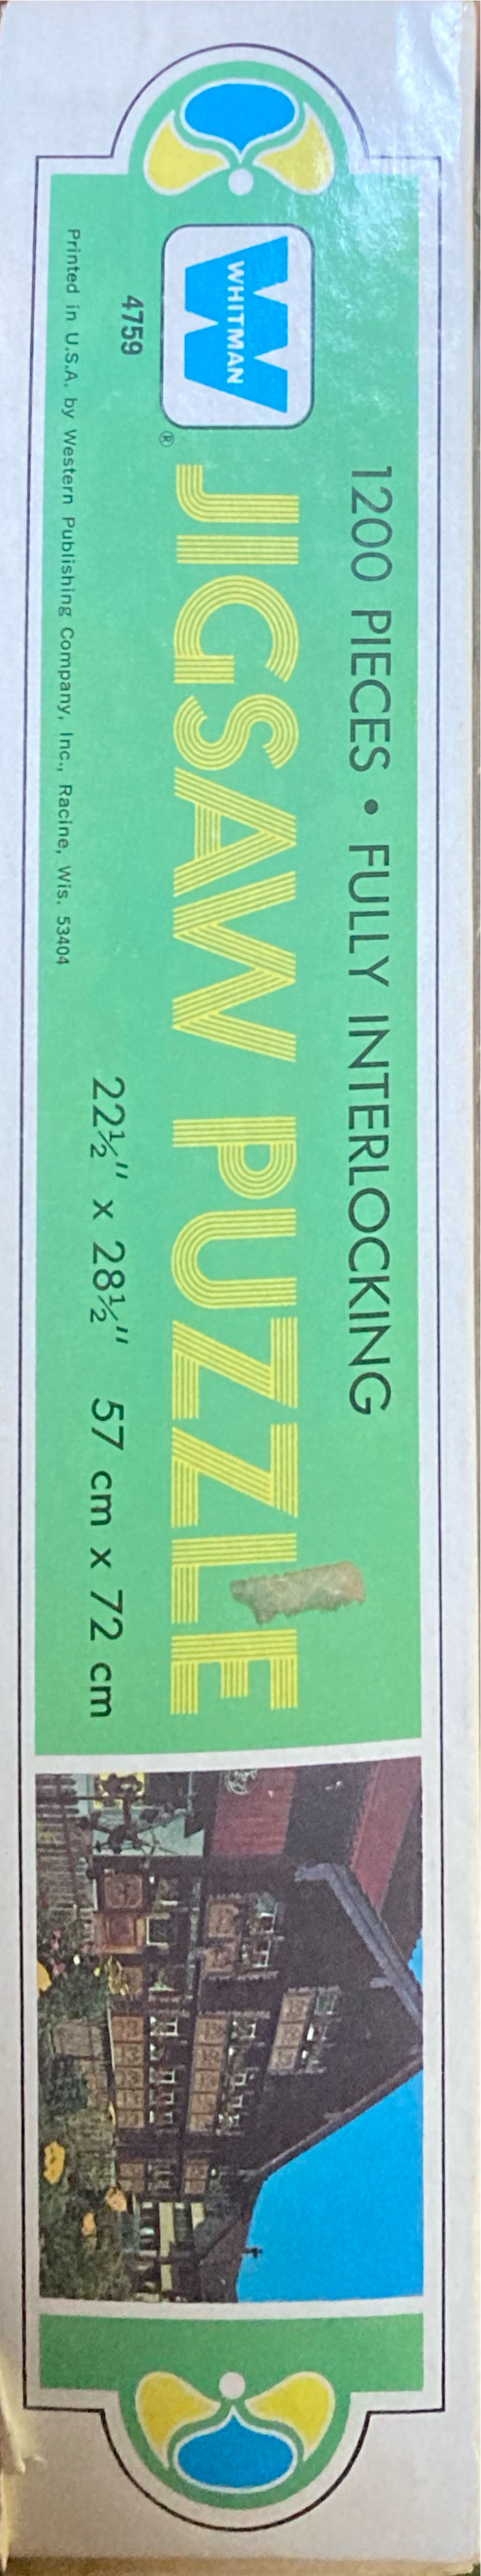 1200 PIECES • FULLY INTERLOCKING
WHITMAN
®
JIGSAW PUZZLE
4759
22½" x 28½" 57 cm x 72 cm
Printed in U.S.A. by Western Publishing Company, Inc., Racine, Wis. 53404